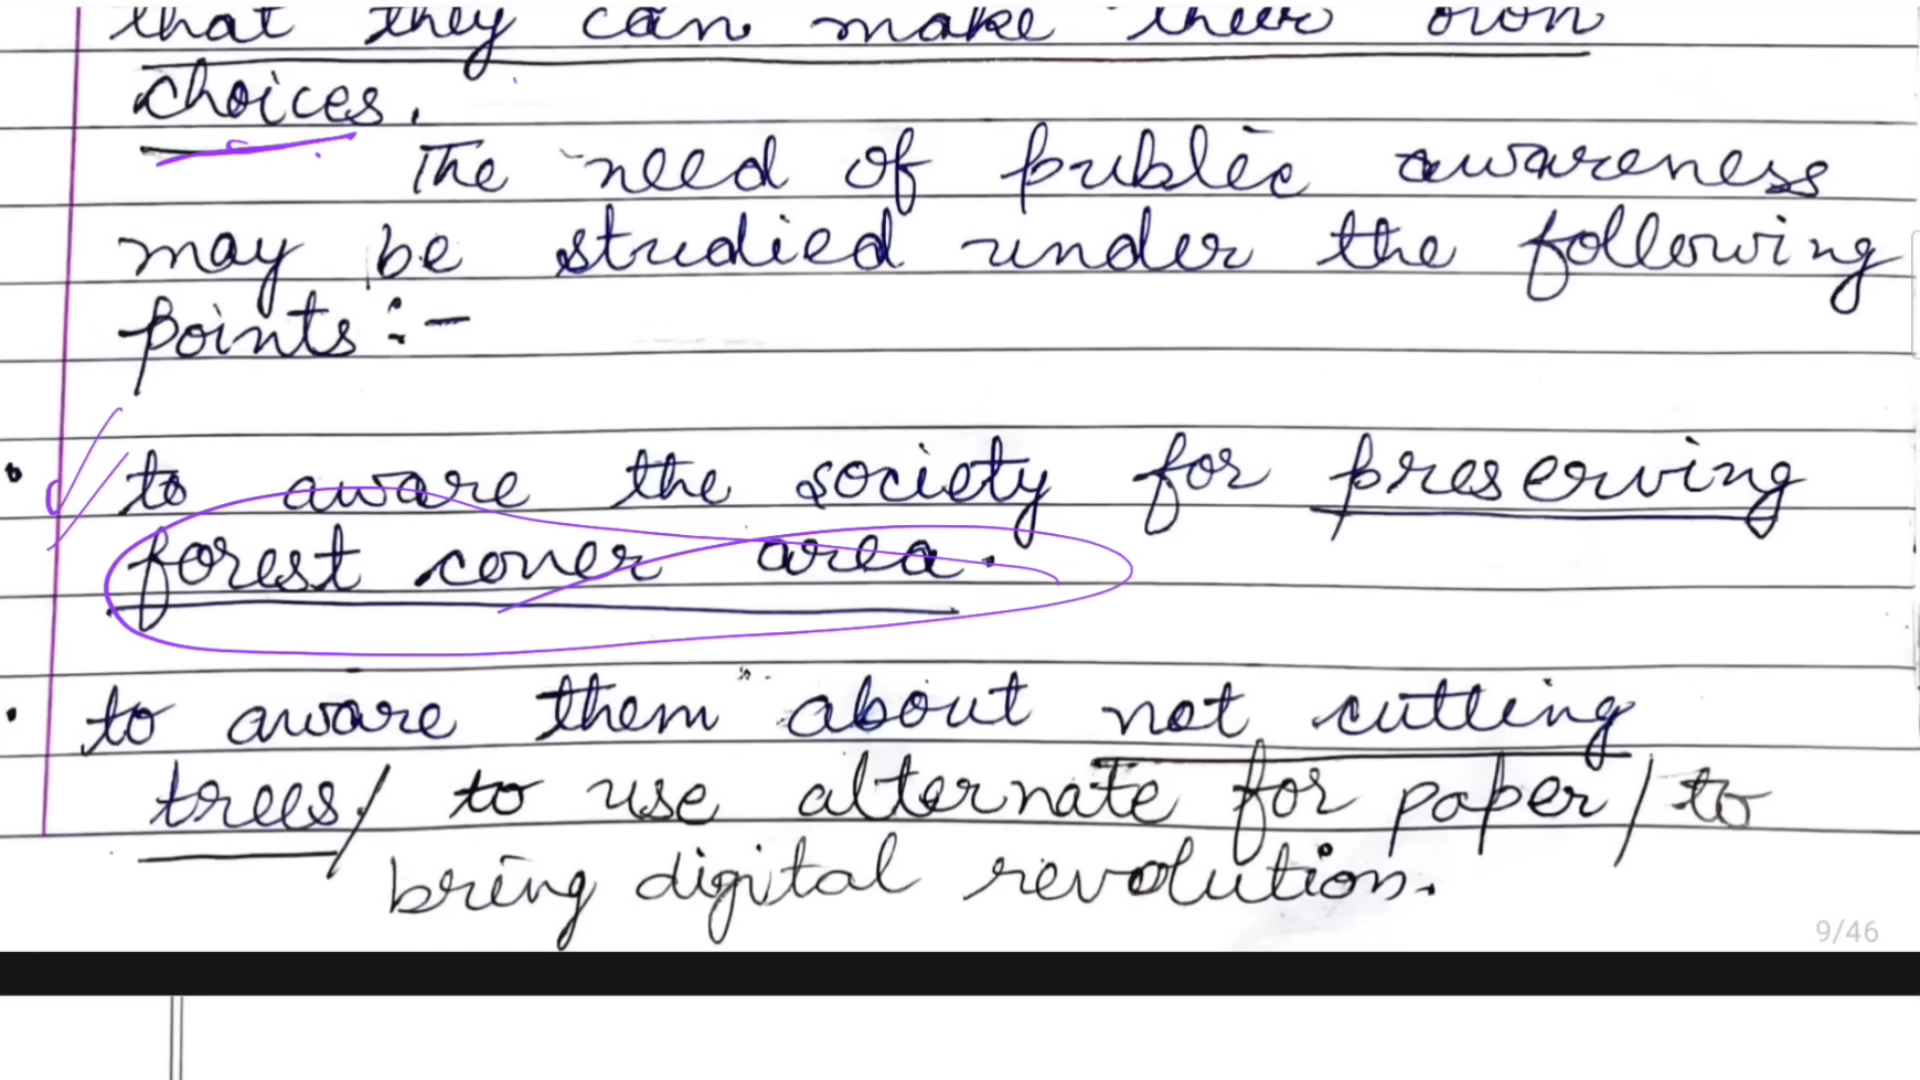 that they can make their own
choices.
The need of public awareness
may be studied under the following
points:-
• to aware the society for preserving
forest cover area.
• to aware them about not cutting
trees/ to use alternate for paper/ to
bring digital revolution.
9/46